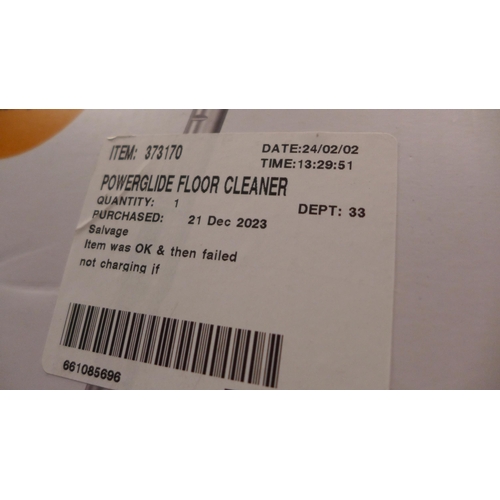 ITEM: 373170
DATE:24/02/02
TIME:13:29:51
POWERGLIDE FLOOR CLEANER
QUANTITY: 1
DEPT: 33
PURCHASED: 21 Dec 2023
Salvage
Item was OK & then failed
not charging jf
661085696